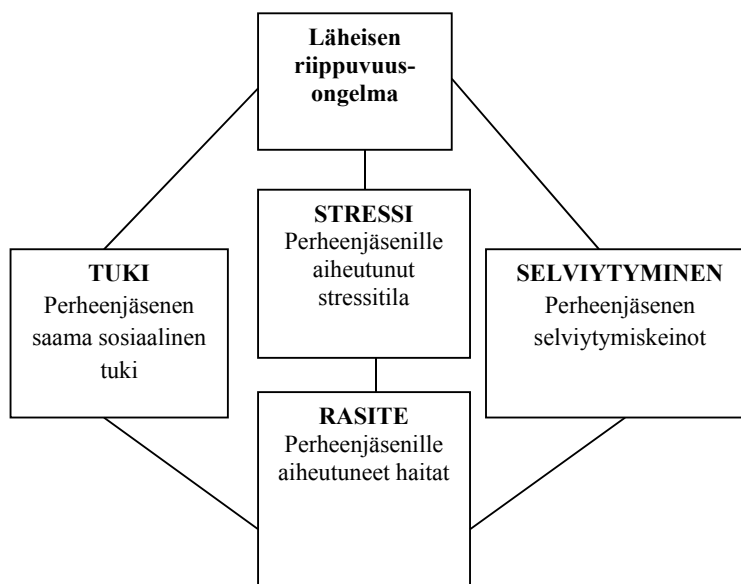 Läheisen
riippuvuus-
ongelma
STRESSI
Perheenjäsenille
aiheutunut
stressitila
TUKI
Perheenjäsenen
saama sosiaalinen
tuki
SELVIYTYMINEN
Perheenjäsenen
selviytymiskeinot
RASITE
Perheenjäsenille
aiheutuneet haitat